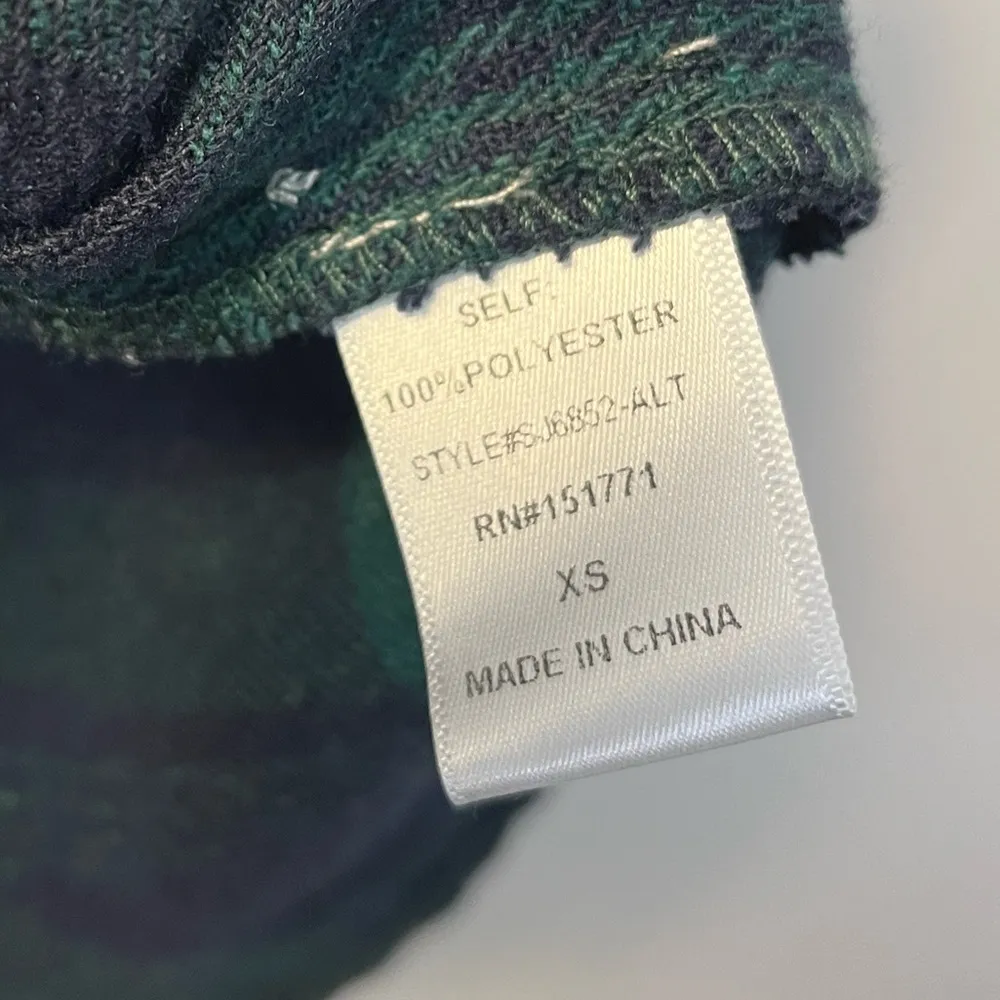 SELF:
100%POLYESTER
STYLE#SJ6852-ALT
RN#151771
XS
MADE IN CHINA